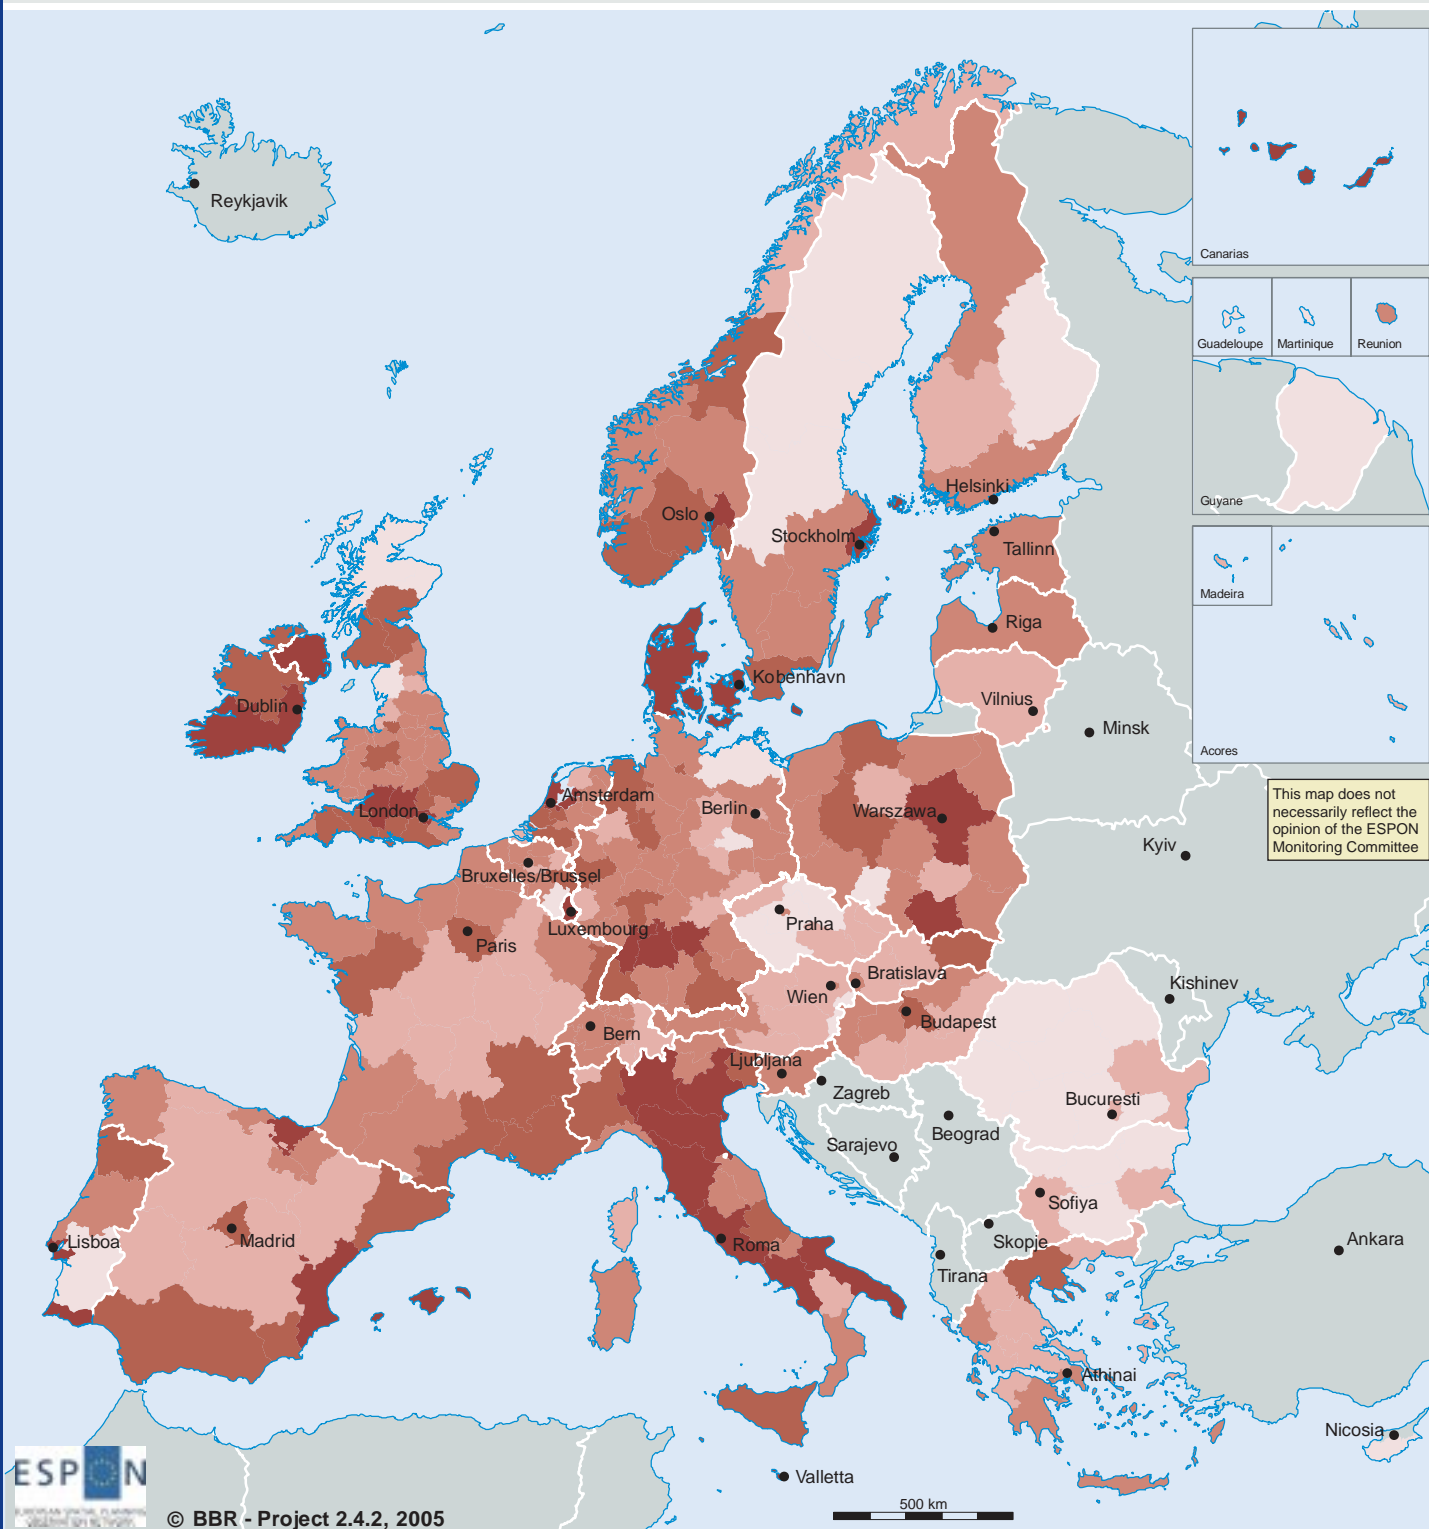 Reykjavik
Canarias
Guadeloupe
Martinique
Reunion
Guyane
Oslo
Helsinki
Stockholm
Tallinn
Madeira
Riga
Kobenhavn
Dublin
Vilnius
Minsk
Acores
Amsterdam
London
Berlin
Warszawa
This map does not
necessarily reflect the
opinion of the ESPON
Monitoring Committee
Kyiv
Bruxelles/Brussel
Luxembourg
Praha
Paris
Bratislava
Wien
Kishinev
Budapest
Bern
Ljubljana
Zagreb
Bucuresti
Beograd
Sarajevo
Sofiya
Lisboa
Madrid
Roma
Skopje
Ankara
Tirana
Athinai
Nicosia
ESPON
Valletta
500 km
© BBR - Project 2.4.2, 2005